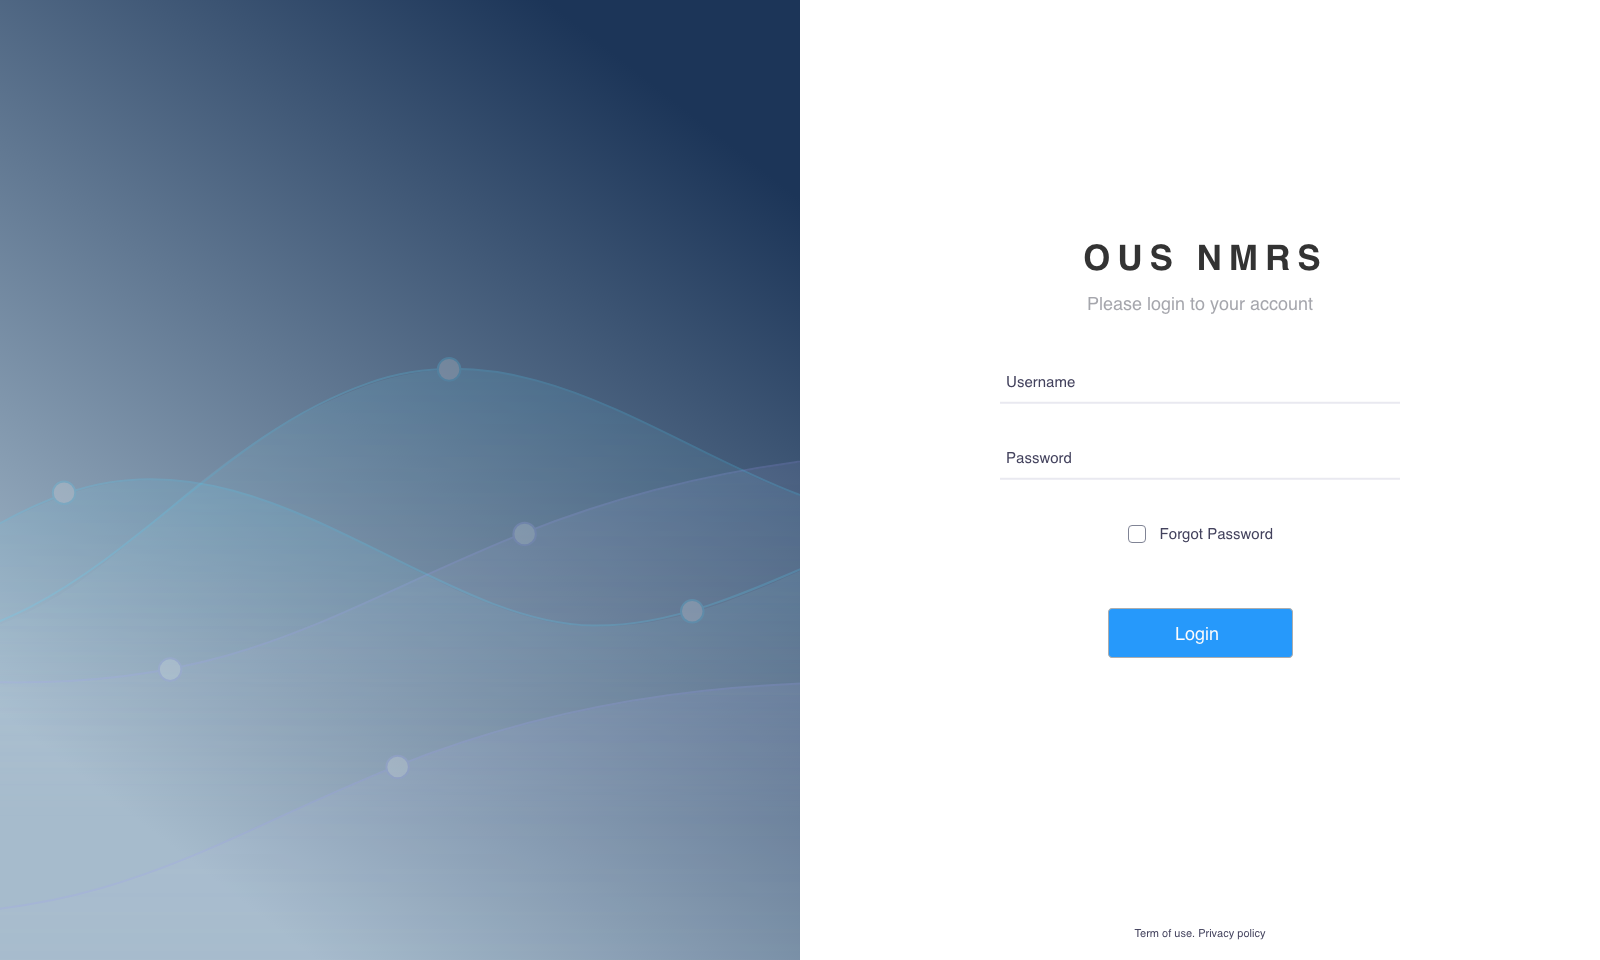 OUS NMRS
Please login to your account
Username
Password
Forgot Password
Login
Term of use. Privacy policy